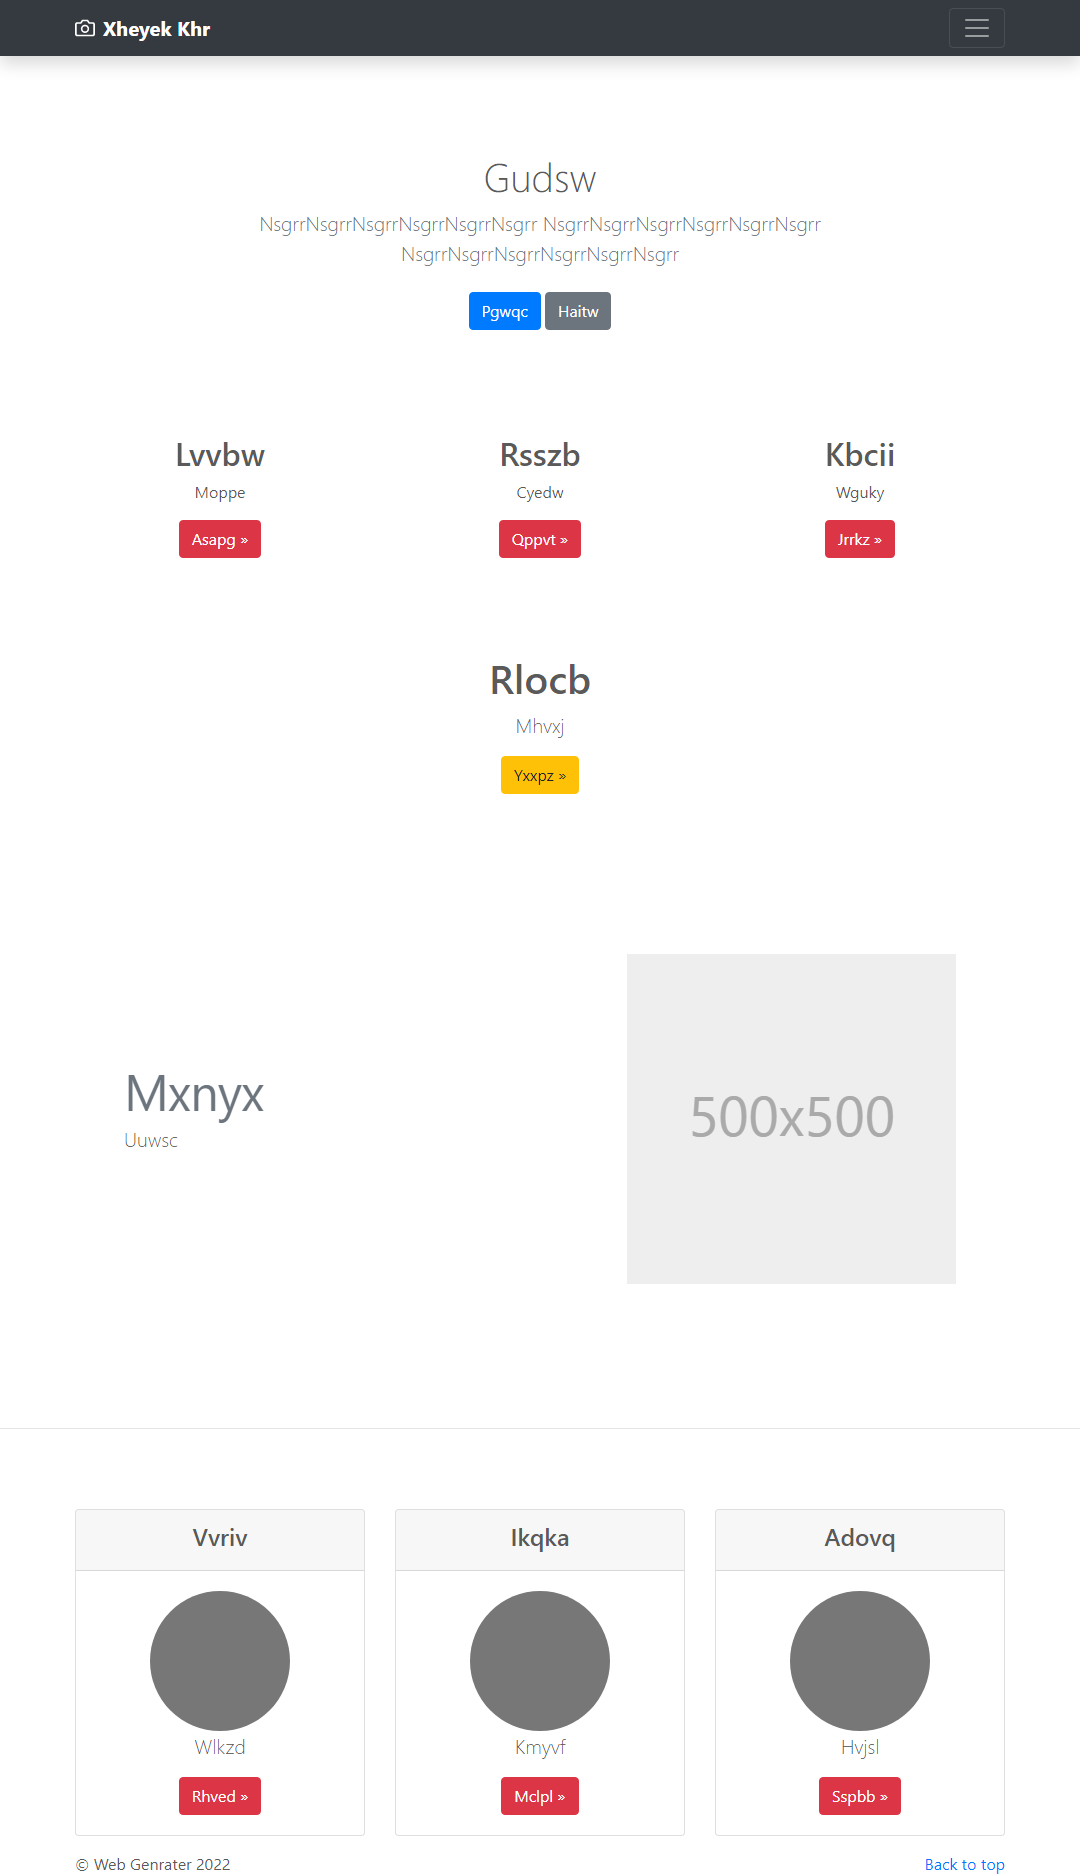 Xheyek Khr
Gudsw
NsgrrNsgrrNsgrrNsgrrNsgrrNsgrr NsgrrNsgrrNsgrrNsgrrNsgrrNsgrr
NsgrrNsgrrNsgrrNsgrrNsgrrNsgrr
Pgwqc Haitw
Lvvbw Rsszb Kbcii
Moppe Cyedw Wguky
Asapg » Qppvt » Jrrkz »
Rlocb
Mhvxj
Yxxpz »
Mxnyx
Uuwsc
500x500
Vvriv Ikqka Adovq
Wlkzd Kmyvf Hvjsl
Rhved » Mclpl » Sspbb »
© Web Genrater 2022 Back to top